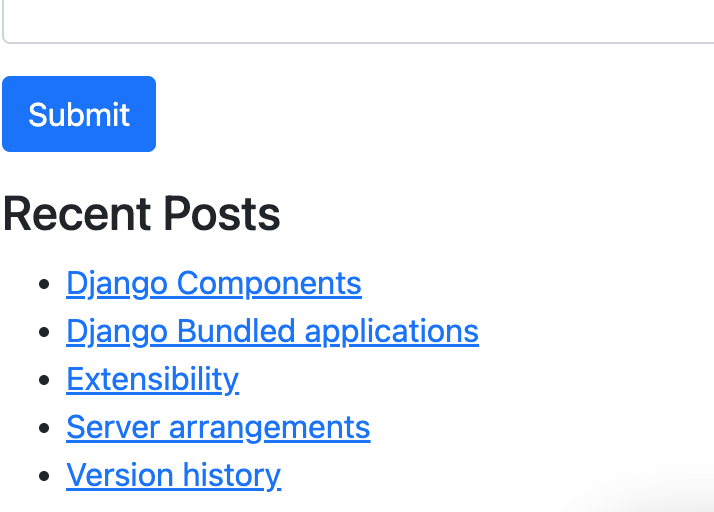 Submit
Recent Posts
Django Components
Django Bundled applications
Extensibility
Server arrangements
Version history